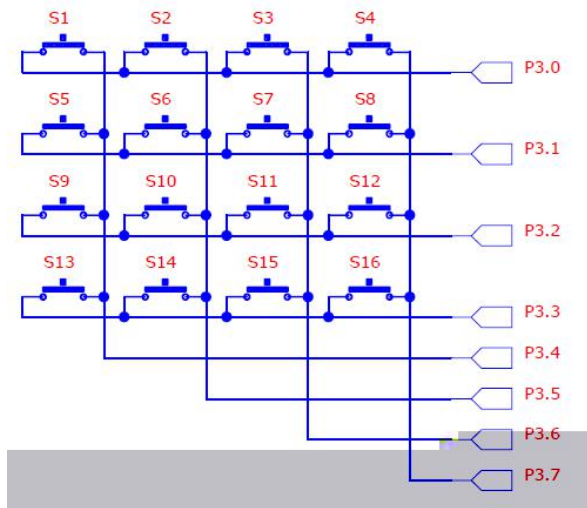 S1 S2 S3 S4
P3.0
S5 S6 S7 S8
P3.1
S9 S10 S11 S12
P3.2
S13 S14 S15 S16
P3.3
P3.4
P3.5
P3.6
P3.7